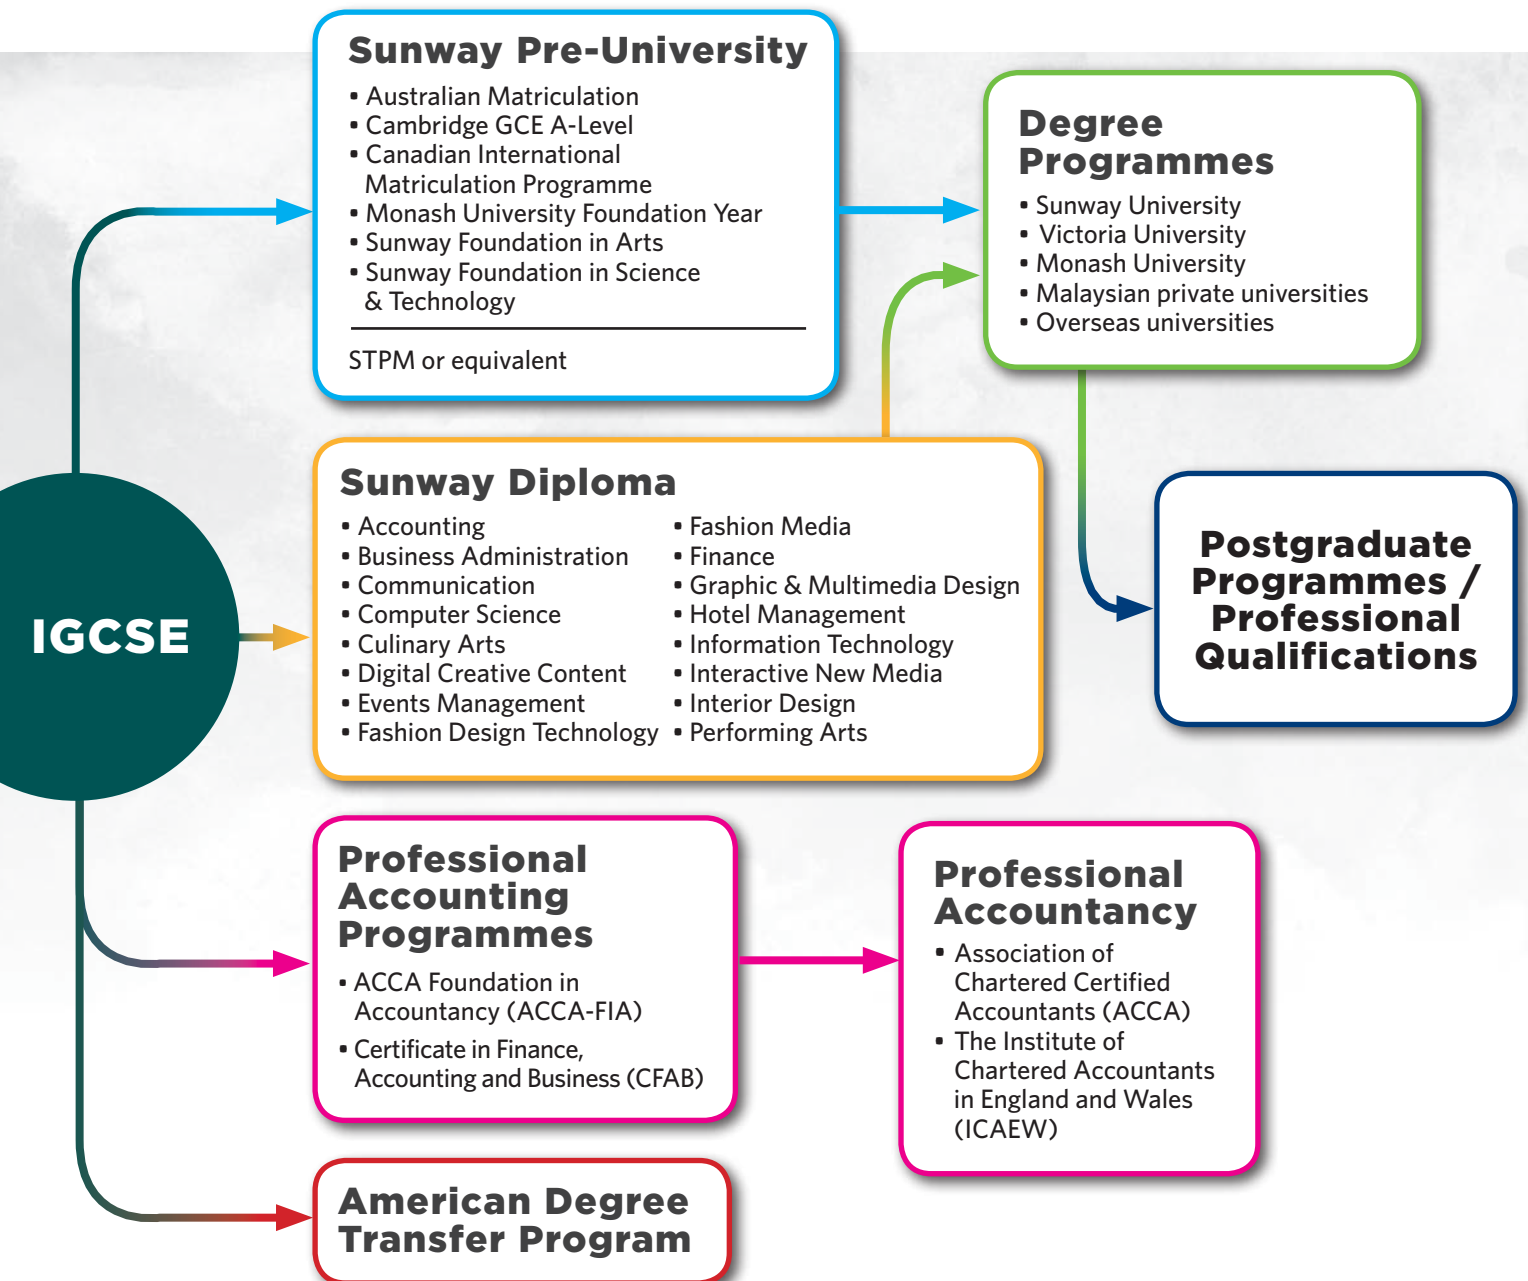 Sunway Pre-University
• Australian Matriculation
• Cambridge GCE A-Level
• Canadian International
Matriculation Programme
• Monash University Foundation Year
• Sunway Foundation in Arts
• Sunway Foundation in Science
& Technology
STPM or equivalent
Degree
Programmes
• Sunway University
• Victoria University
• Monash University
• Malaysian private universities
• Overseas universities
IGCSE
Sunway Diploma
• Accounting
• Business Administration
• Communication
• Computer Science
• Culinary Arts
• Digital Creative Content
• Events Management
• Fashion Design Technology
• Fashion Media
• Finance
• Graphic & Multimedia Design
• Hotel Management
• Information Technology
• Interactive New Media
• Interior Design
• Performing Arts
Postgraduate
Programmes /
Professional
Qualifications
Professional
Accounting
Programmes
• ACCA Foundation in
Accountancy (ACCA-FIA)
• Certificate in Finance,
Accounting and Business (CFAB)
Professional
Accountancy
• Association of
Chartered Certified
Accountants (ACCA)
• The Institute of
Chartered Accountants
in England and Wales
(ICAEW)
American Degree
Transfer Program